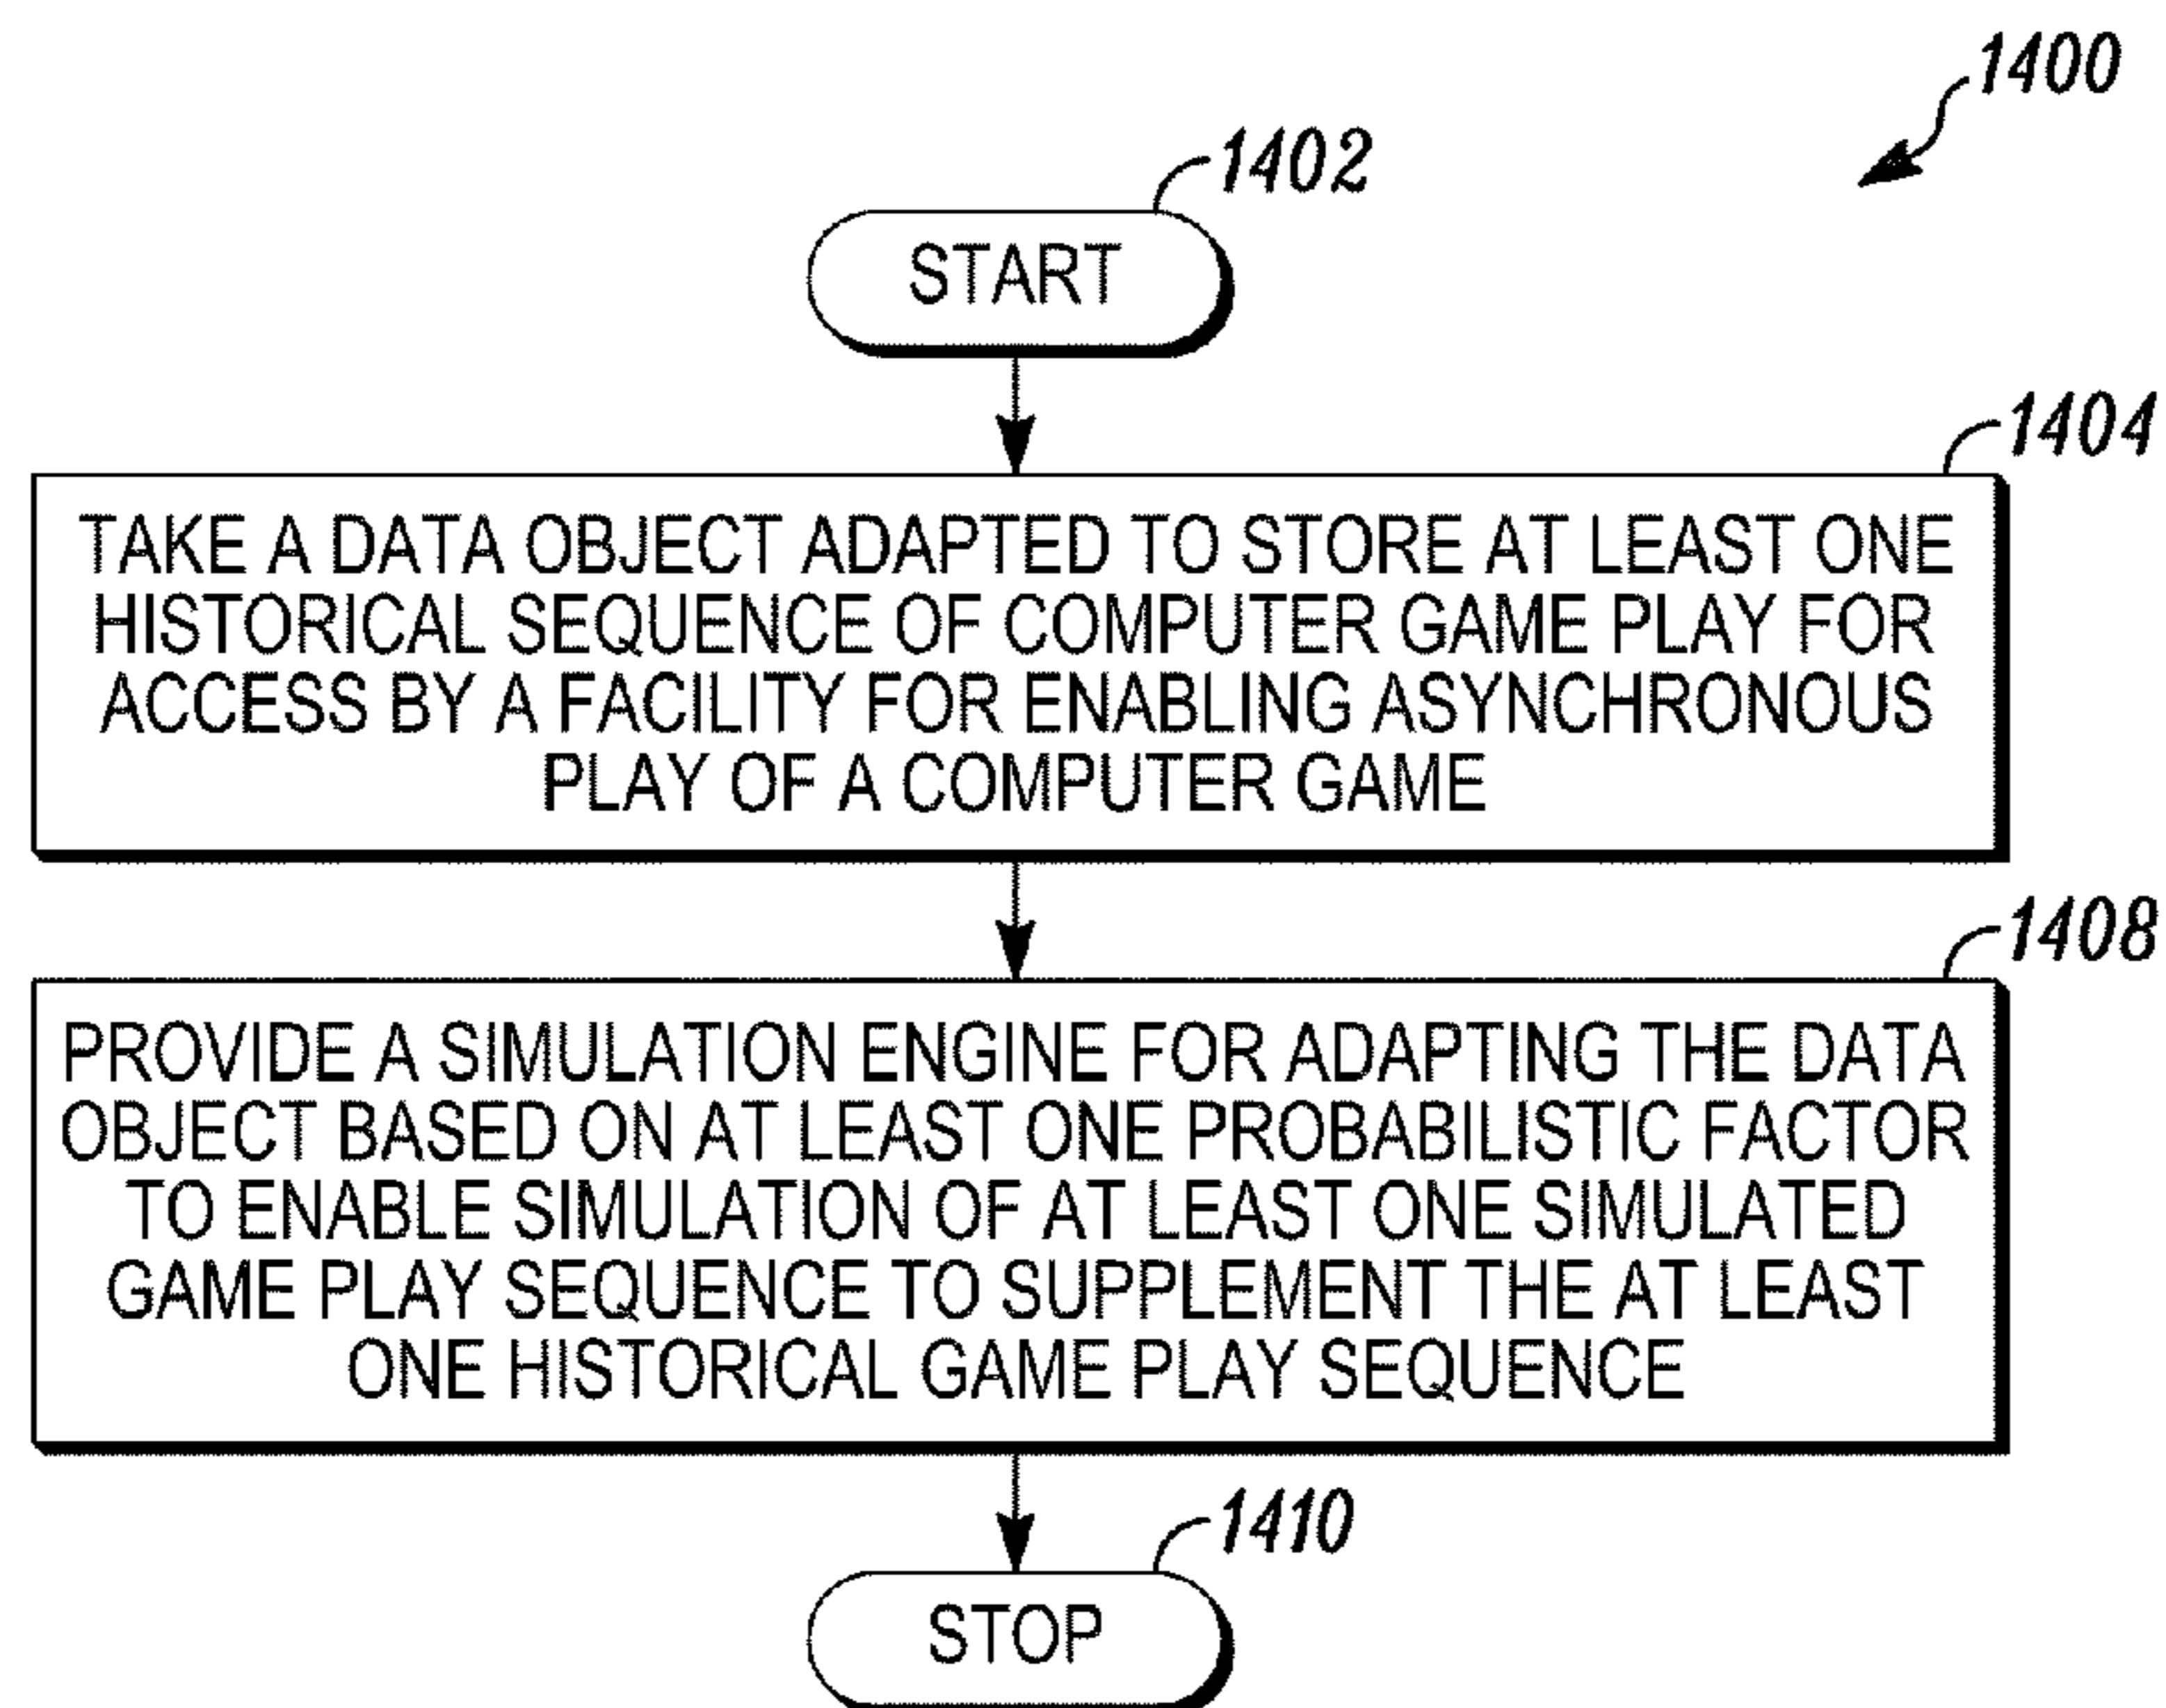 1400
1402
START
1404
TAKE A DATA OBJECT ADAPTED TO STORE AT LEAST ONE
HISTORICAL SEQUENCE OF COMPUTER GAME PLAY FOR
ACCESS BY A FACILITY FOR ENABLING ASYNCHRONOUS
PLAY OF A COMPUTER GAME
1408
PROVIDE A SIMULATION ENGINE FOR ADAPTING THE DATA
OBJECT BASED ON AT LEAST ONE PROBABILISTIC FACTOR
TO ENABLE SIMULATION OF AT LEAST ONE SIMULATED
GAME PLAY SEQUENCE TO SUPPLEMENT THE AT LEAST
ONE HISTORICAL GAME PLAY SEQUENCE
1410
STOP